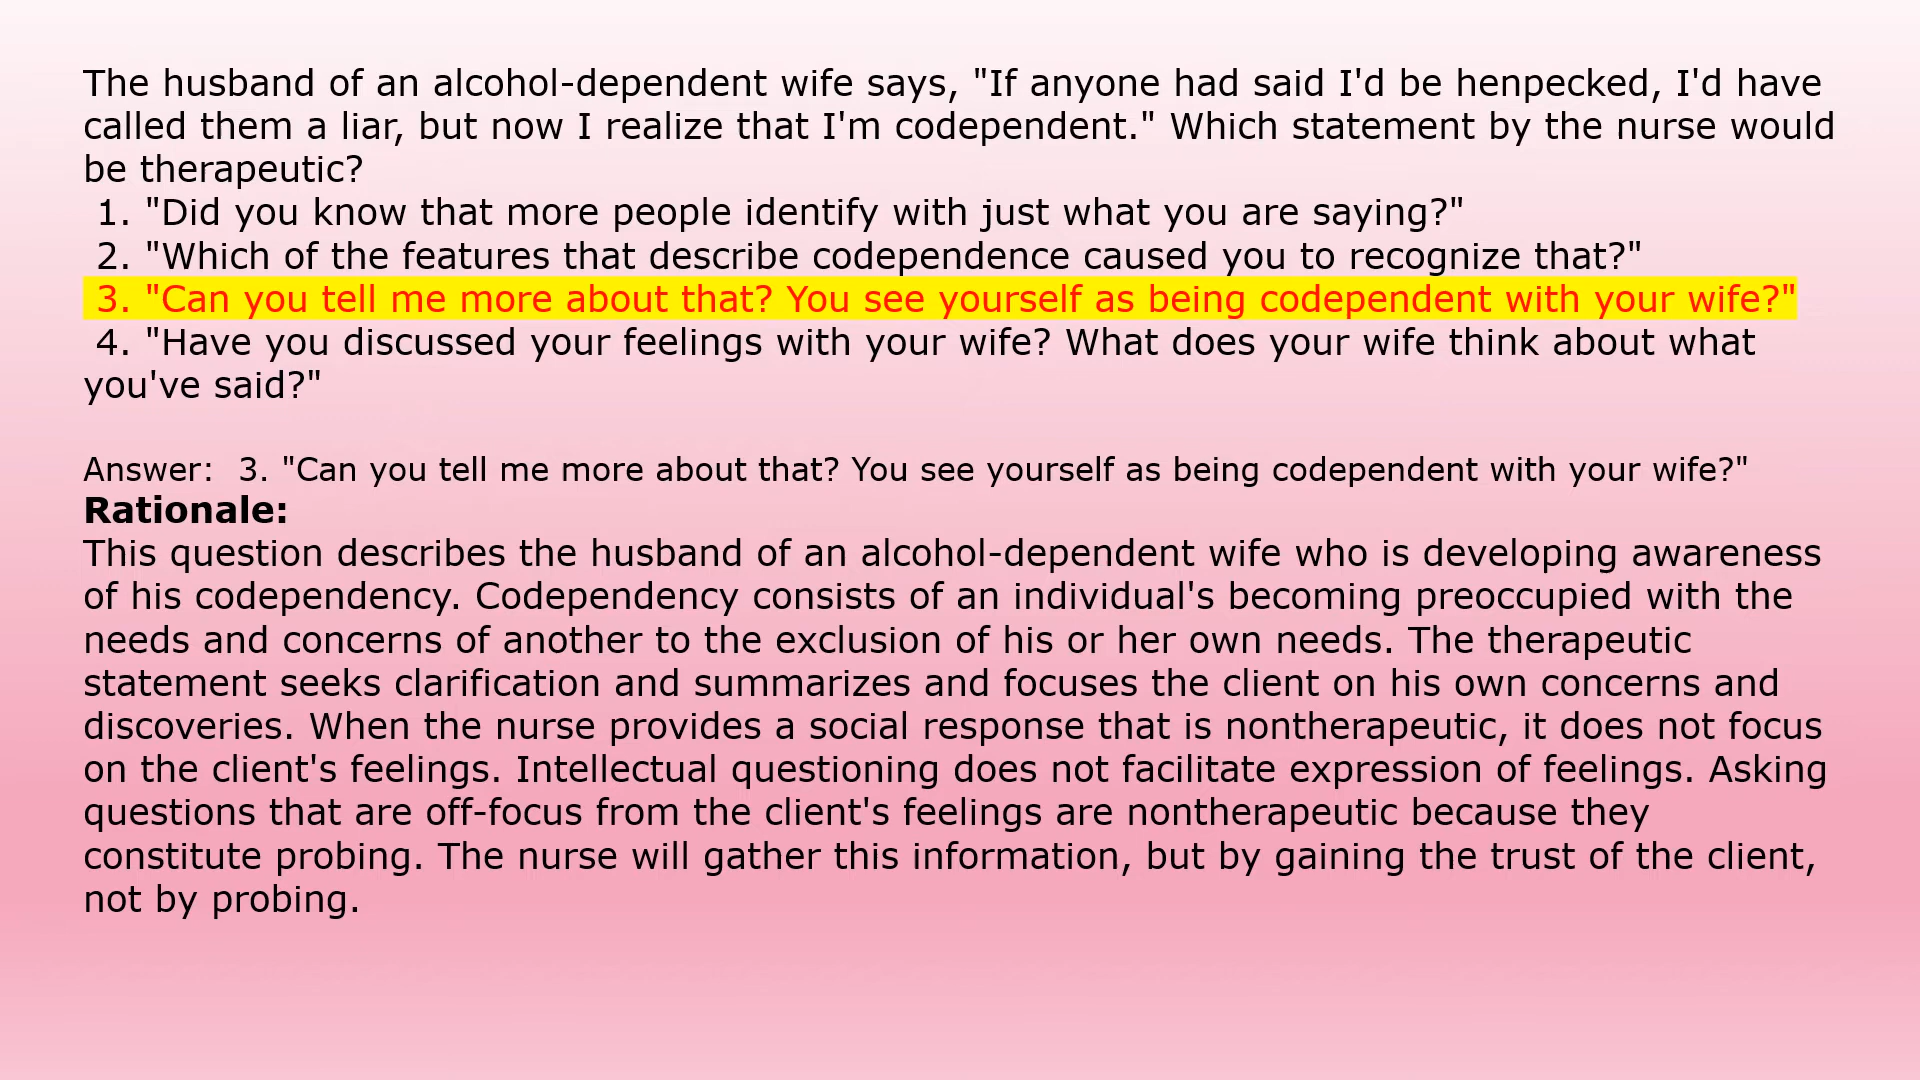 The husband of an alcohol-dependent wife says, "If anyone had said I'd be henpecked, I'd have
called them a liar, but now I realize that I'm codependent." Which statement by the nurse would
be therapeutic?
1. "Did you know that more people identify with just what you are saying?"
2. "Which of the features that describe codependence caused you to recognize that?"
3. "Can you tell me more about that? You see yourself as being codependent with your wife?"
4. "Have you discussed your feelings with your wife? What does your wife think about what
you've said?"
Answer:  3. "Can you tell me more about that? You see yourself as being codependent with your wife?"
Rationale:
This question describes the husband of an alcohol-dependent wife who is developing awareness
of his codependency. Codependency consists of an individual's becoming preoccupied with the
needs and concerns of another to the exclusion of his or her own needs. The therapeutic
statement seeks clarification and summarizes and focuses the client on his own concerns and
discoveries. When the nurse provides a social response that is nontherapeutic, it does not focus
on the client's feelings. Intellectual questioning does not facilitate expression of feelings. Asking
questions that are off-focus from the client's feelings are nontherapeutic because they
constitute probing. The nurse will gather this information, but by gaining the trust of the client,
not by probing.